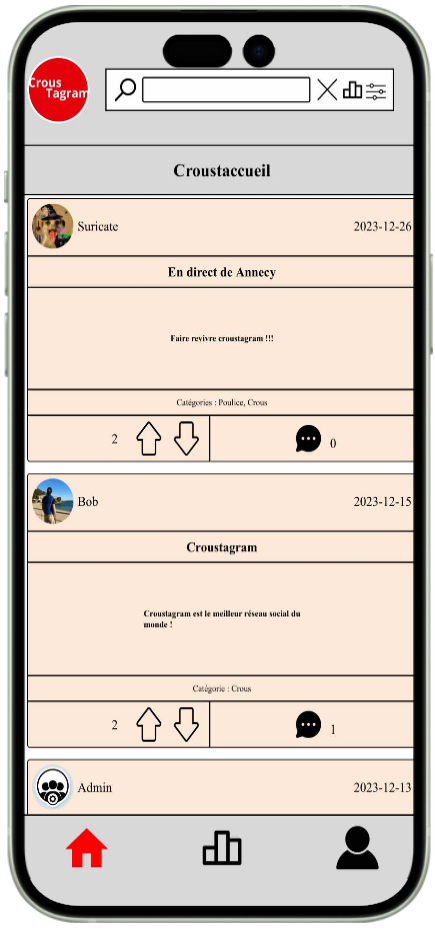 Crous
Tagram
Croustaccueil
Suricate 2023-12-26
En direct de Annecy
Faire revivre croustagram !!!
Catégories : Poulice, Crous
2 0
Bob 2023-12-15
Croustagram
Croustagram est le meilleur réseau social du
monde !
Catégorie : Crous
2 1
Admin 2023-12-13